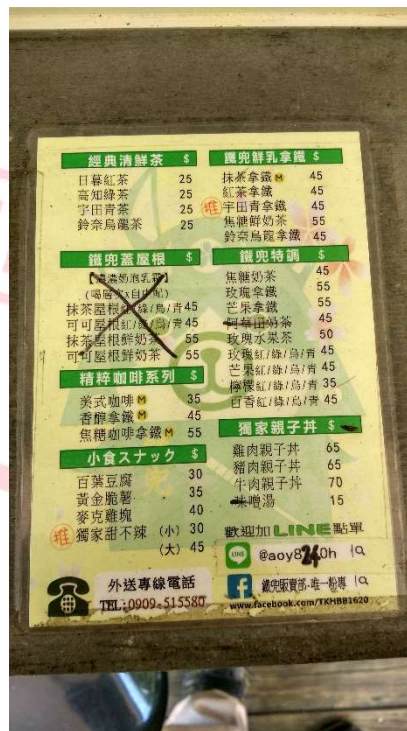 經典清鮮茶 $
日暮紅茶 25
高知綠茶 25
宇田青茶 25
鈴奈烏龍茶 25
鐵兜蓋屋根 $
抹茶屋根紅/綠/烏/青 45
可可屋根紅/綠/烏/青 45
抹茶屋根鮮奶茶 55
可可屋根鮮奶茶 55
精粹咖啡系列 $
美式咖啡 M 35
香醇拿鐵 M 45
焦糖咖啡拿鐵 M 55
小食スナック $
百葉豆腐 30
黃金脆薯 35
麥克雞塊 40
推 獨家甜不辣 (小) 30
(大) 45
鐵兜鮮乳拿鐵 $
抹茶拿鐵 M 45
紅茶拿鐵 45
推 宇田青拿鐵 45
焦糖鮮奶茶 55
鈴奈烏龍拿鐵 45
鐵兜特調 $
焦糖奶茶 45
玫瑰拿鐵 55
芒果拿鐵 55
阿華田奶茶 45
玫瑰水果茶 50
玫瑰紅/綠/烏/青 45
芒果紅/綠/烏/青 45
檸檬紅/綠/烏/青 35
百香紅/綠/烏/青 45
獨家親子丼 $
雞肉親子丼 65
豬肉親子丼 65
牛肉親子丼 70
味噌湯 15
歡迎加LINE點單
LINE
鐵兜販賣部-唯一粉專
www.facebook.com/TKHBB1620
外送專線電話
TEL:0909-515580